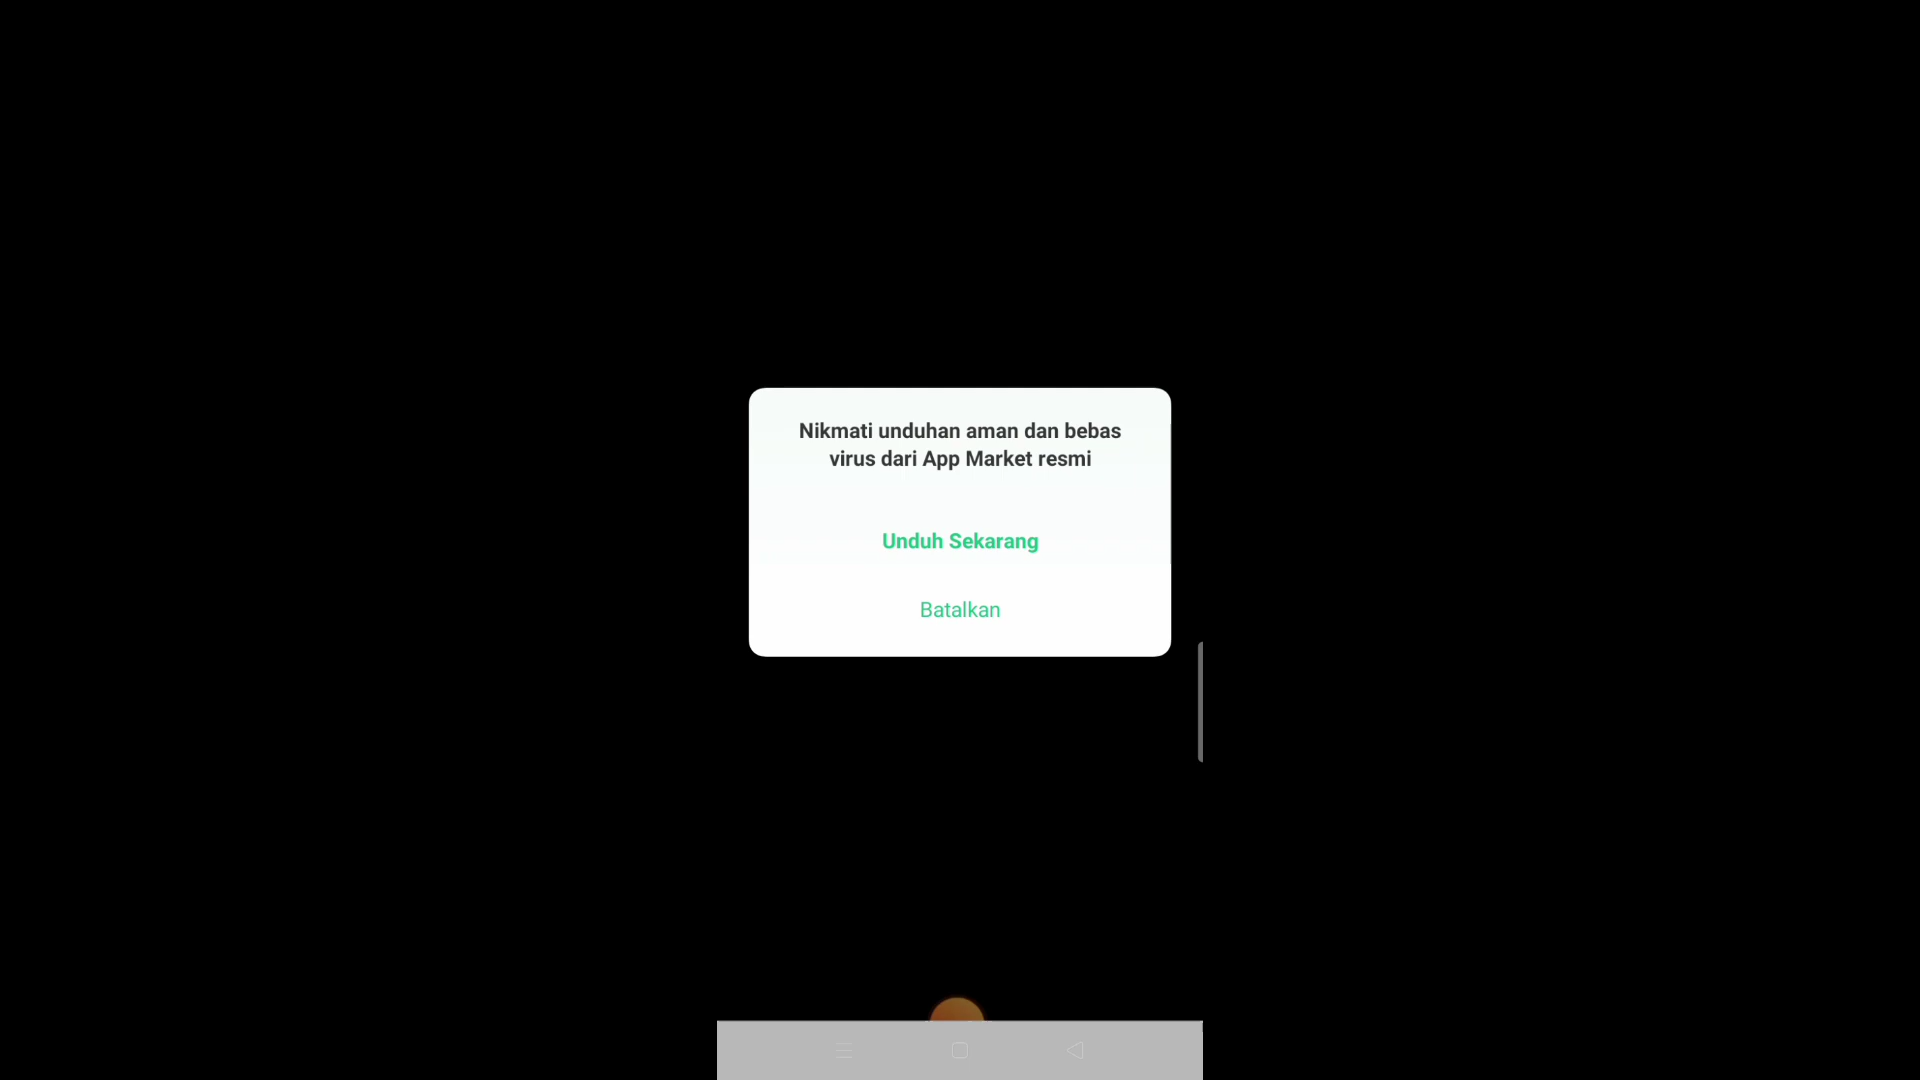 Nikmati unduhan aman dan bebas
virus dari App Market resmi
Unduh Sekarang
Batalkan